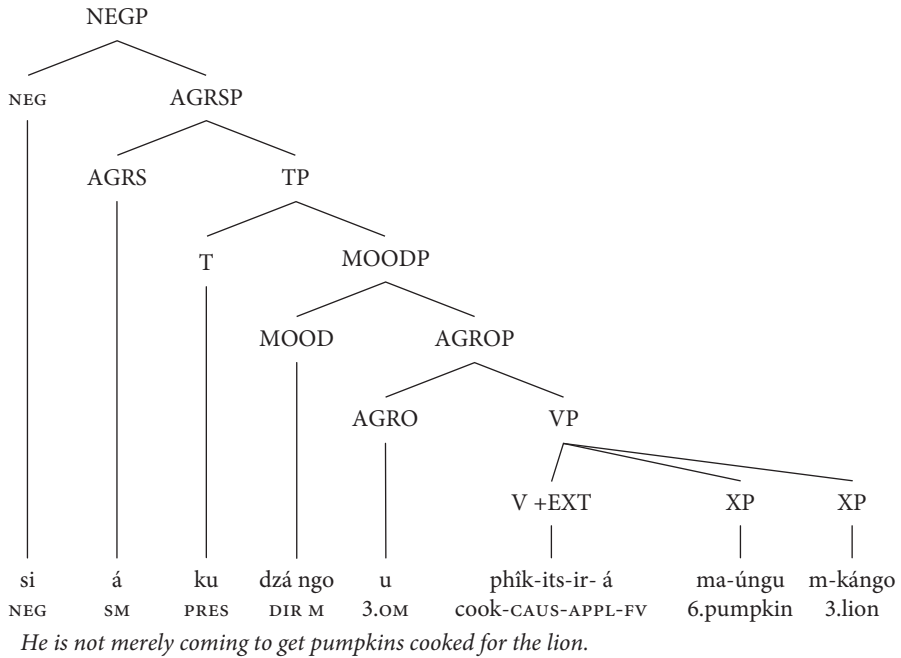 NEGP
NEG AGRSP
AGRS TP
T MOODP
MOOD AGROP
AGRO VP
V +EXT XP XP
si á ku dzá ngo u phîk-its-ir- á ma-úngu m-kángo
NEG SM PRES DIR M 3.OM cook-CAUS-APPL-FV 6.pumpkin 3.lion
He is not merely coming to get pumpkins cooked for the lion.